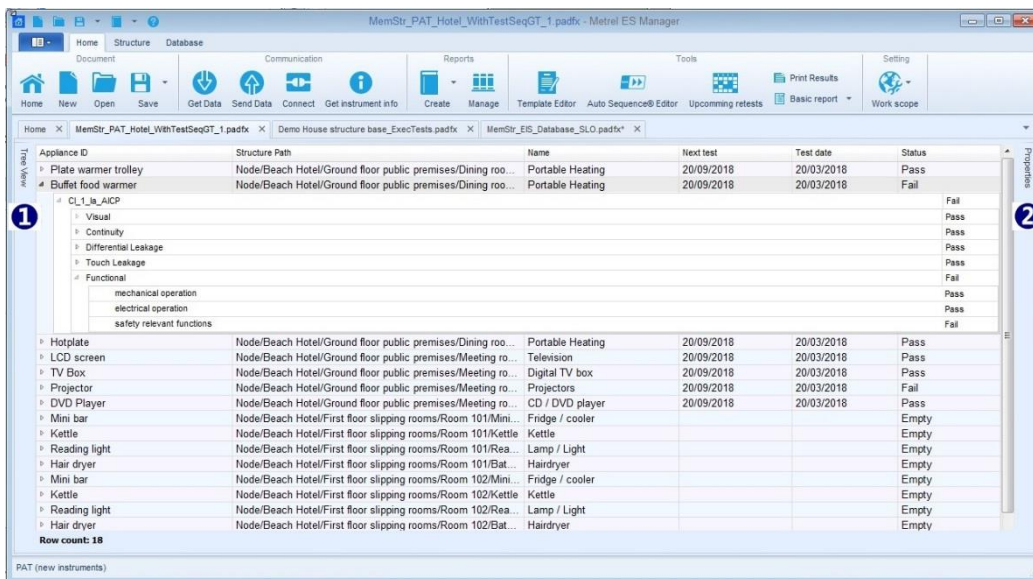 MemStr_PAT_Hotel_WithTestSeqGT_1.padfx - Metrel ES Manager
Home Structure Database
Document Communication Reports Tools Setting
Home New Open Save Get Data Send Data Connect Get instrument info Create Manage Template Editor Auto Sequence® Editor Upcomming retests Print Results Basic report Work scope
Home MemStr_PAT_Hotel_WithTestSeqGT_1.padfx Demo House structure base_ExecTests.padfx MemStr_EIS_Database_SLO.padfx*
Tree View
Properties
1
2
Appliance ID Structure Path Name Next test Test date Status
Plate warmer trolley Node/Beach Hotel/Ground floor public premises/Dining roo... Portable Heating 20/09/2018 20/03/2018 Pass
Buffet food warmer Node/Beach Hotel/Ground floor public premises/Dining roo... Portable Heating 20/09/2018 20/03/2018 Fail
Cl_1_Ia_AICP Fail
Visual Pass
Continuity Pass
Differential Leakage Pass
Touch Leakage Pass
Functional Fail
mechanical operation Pass
electrical operation Pass
safety relevant functions Fail
Hotplate Node/Beach Hotel/Ground floor public premises/Dining roo... Portable Heating 20/09/2018 20/03/2018 Pass
LCD screen Node/Beach Hotel/Ground floor public premises/Meeting ro... Television 20/09/2018 20/03/2018 Pass
TV Box Node/Beach Hotel/Ground floor public premises/Meeting ro... Digital TV box 20/09/2018 20/03/2018 Pass
Projector Node/Beach Hotel/Ground floor public premises/Meeting ro... Projectors 20/09/2018 20/03/2018 Fail
DVD Player Node/Beach Hotel/Ground floor public premises/Meeting ro... CD / DVD player 20/09/2018 20/03/2018 Pass
Mini bar Node/Beach Hotel/First floor slipping rooms/Room 101/Mini... Fridge / cooler Empty
Kettle Node/Beach Hotel/First floor slipping rooms/Room 101/Kettle Kettle Empty
Reading light Node/Beach Hotel/First floor slipping rooms/Room 101/Rea... Lamp / Light Empty
Hair dryer Node/Beach Hotel/First floor slipping rooms/Room 101/Bat... Hairdryer Empty
Mini bar Node/Beach Hotel/First floor slipping rooms/Room 102/Mini... Fridge / cooler Empty
Kettle Node/Beach Hotel/First floor slipping rooms/Room 102/Kettle Kettle Empty
Reading light Node/Beach Hotel/First floor slipping rooms/Room 102/Rea... Lamp / Light Empty
Hair dryer Node/Beach Hotel/First floor slipping rooms/Room 102/Bat... Hairdryer Empty
Row count: 18
PAT (new instruments)